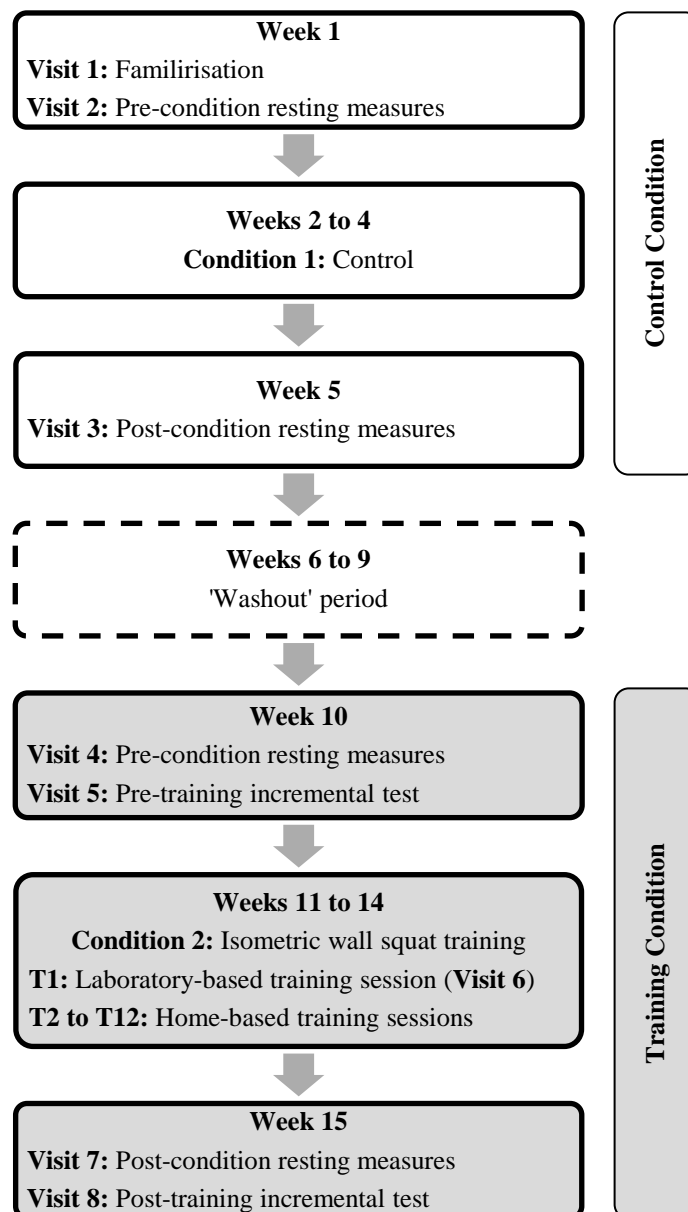 Week 1
Visit 1: Familirisation
Visit 2: Pre-condition resting measures
Weeks 2 to 4
Condition 1: Control
Week 5
Visit 3: Post-condition resting measures
Control Condition
Weeks 6 to 9
'Washout' period
Week 10
Visit 4: Pre-condition resting measures
Visit 5: Pre-training incremental test
Weeks 11 to 14
Condition 2: Isometric wall squat training
T1: Laboratory-based training session (Visit 6)
T2 to T12: Home-based training sessions
Week 15
Visit 7: Post-condition resting measures
Visit 8: Post-training incremental test
Training Condition